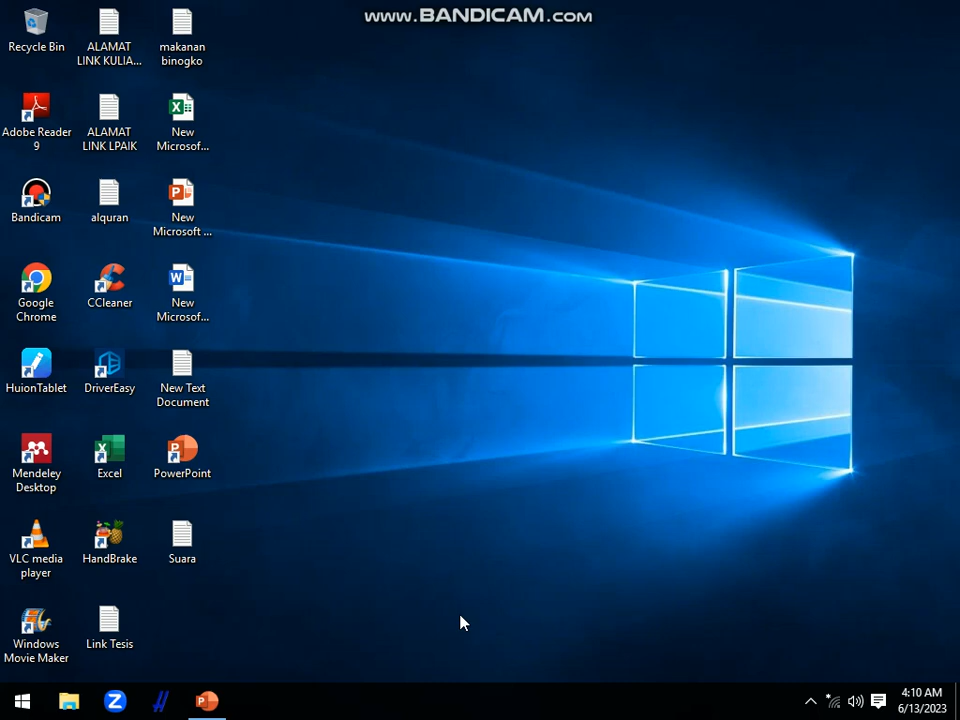 www.BANDICAM.com
Recycle Bin
ALAMAT
LINK KULIA...
makanan
binogko
Adobe Reader
9
ALAMAT
LINK LPAIK
New
Microsof...
Bandicam
alquran
New
Microsoft ...
Google
Chrome
CCleaner
New
Microsof...
HuionTablet
DriverEasy
New Text
Document
Mendeley
Desktop
Excel
PowerPoint
VLC media
player
HandBrake
Suara
Windows
Movie Maker
Link Tesis
4:10 AM
6/13/2023